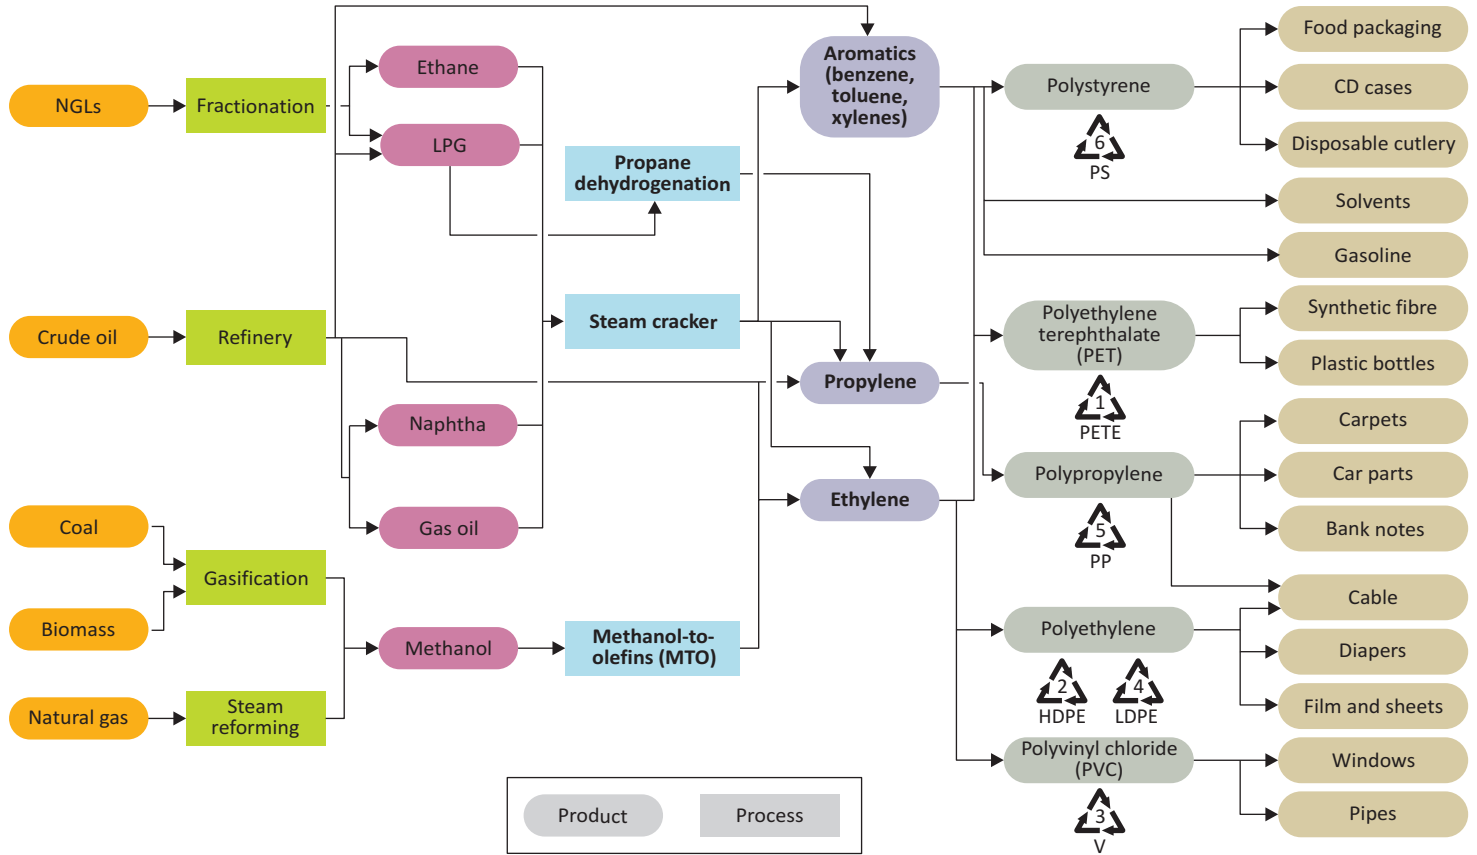 NGLs
Crude oil
Coal
Biomass
Natural gas
Fractionation
Refinery
Gasification
Steam
reforming
Ethane
LPG
Naphtha
Gas oil
Methanol
Propane
dehydrogenation
Steam cracker
Methanol-to-
olefins (MTO)
Aromatics
(benzene,
toluene,
xylenes)
Propylene
Ethylene
Polystyrene
6
PS
Polyethylene
terephthalate
(PET)
1
PETE
Polypropylene
5
PP
Polyethylene
2
HDPE
4
LDPE
Polyvinyl chloride
(PVC)
3
V
Food packaging
CD cases
Disposable cutlery
Solvents
Gasoline
Synthetic fibre
Plastic bottles
Carpets
Car parts
Bank notes
Cable
Diapers
Film and sheets
Windows
Pipes
Product
Process